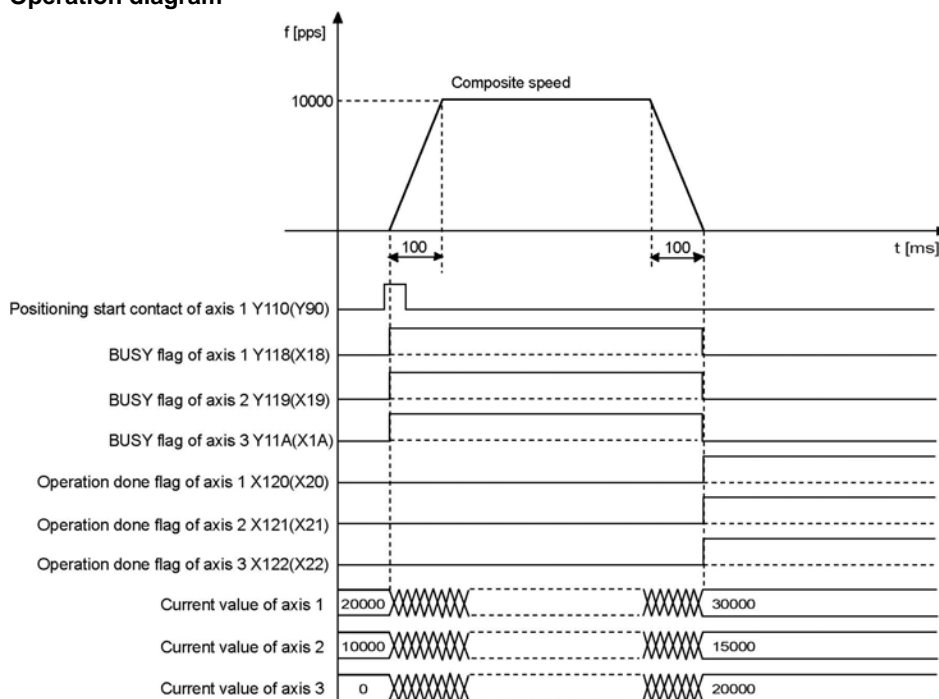 Operation diagram
f [pps]
Composite speed
10000
100
100
t [ms]
Positioning start contact of axis 1 Y110(Y90)
BUSY flag of axis 1 Y118(X18)
BUSY flag of axis 2 Y119(X19)
BUSY flag of axis 3 Y11A(X1A)
Operation done flag of axis 1 X120(X20)
Operation done flag of axis 2 X121(X21)
Operation done flag of axis 3 X122(X22)
Current value of axis 1 20000 30000
Current value of axis 2 10000 15000
Current value of axis 3 0 20000